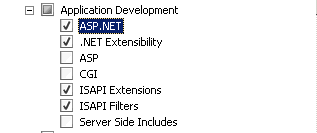 Application Development
ASP.NET
.NET Extensibility
ASP
CGI
ISAPI Extensions
ISAPI Filters
Server Side Includes